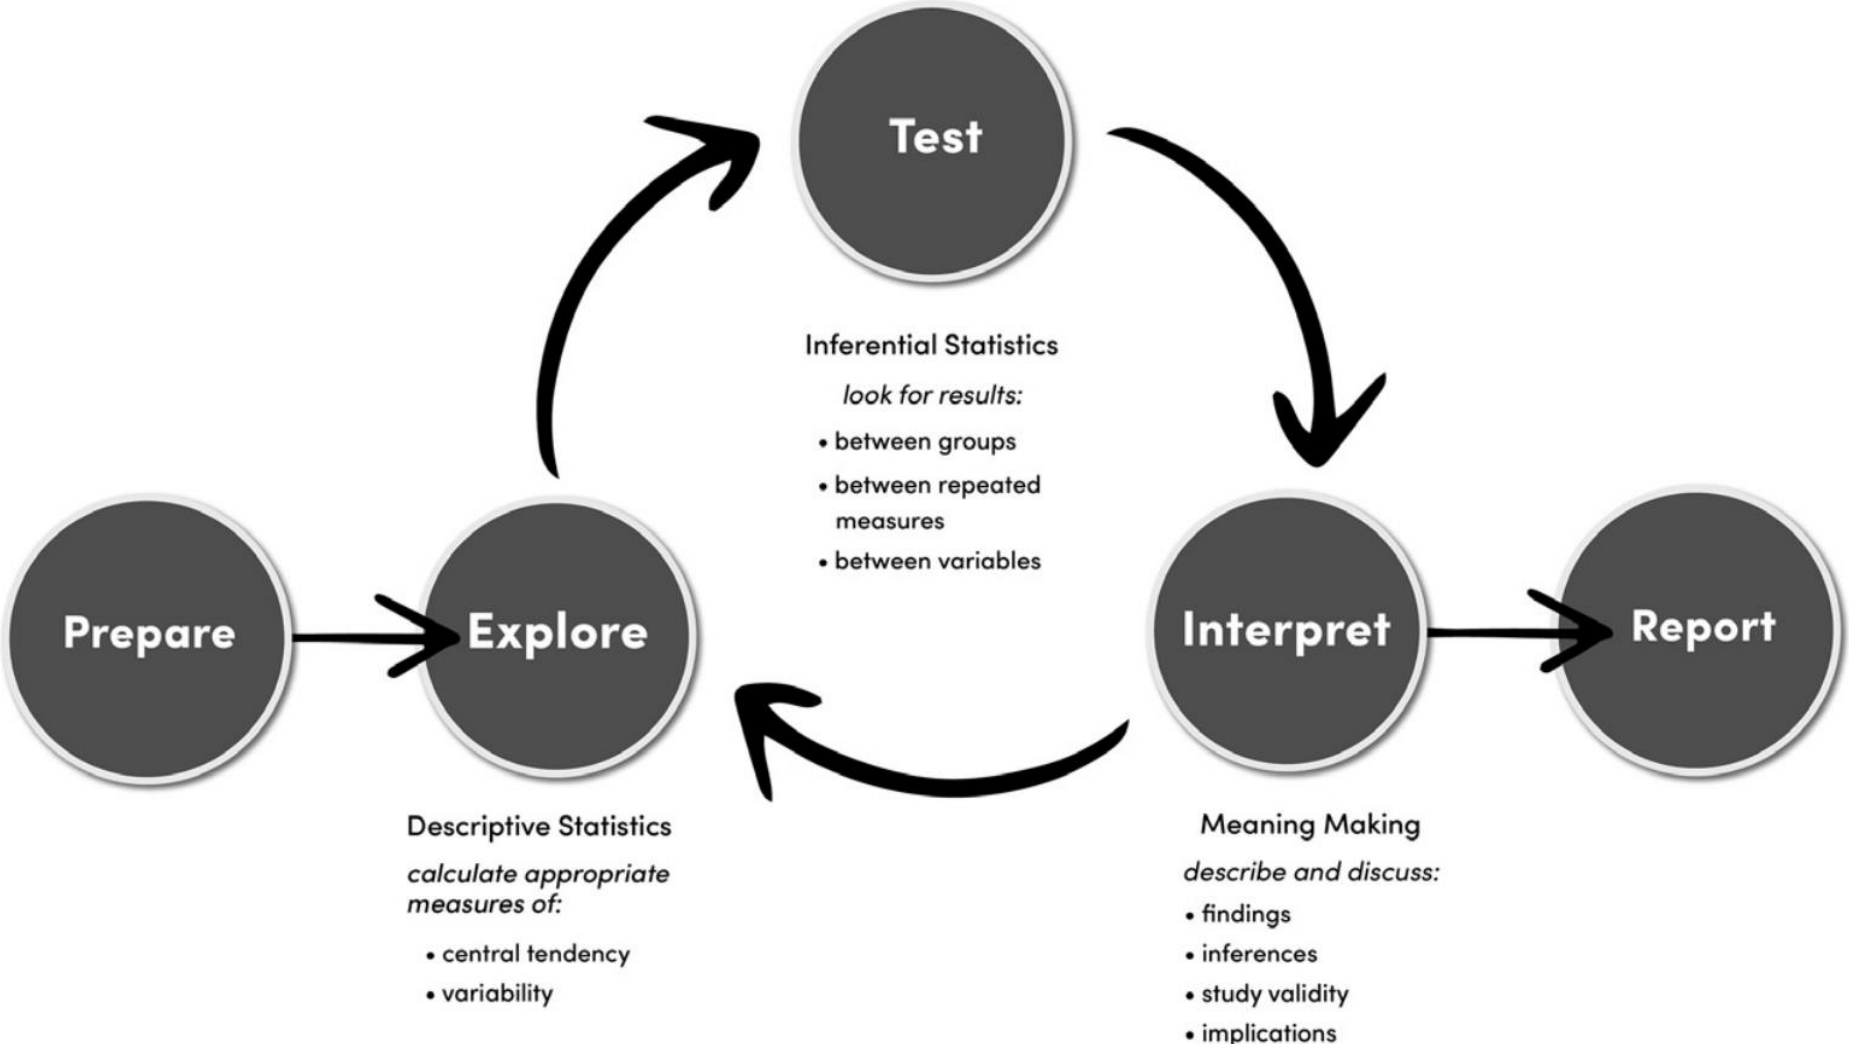 Test
Inferential Statistics
look for results:
• between groups
• between repeated
measures
• between variables
Prepare
Explore
Interpret
Report
Descriptive Statistics
calculate appropriate
measures of:
• central tendency
• variability
Meaning Making
describe and discuss:
• findings
• inferences
• study validity
• implications